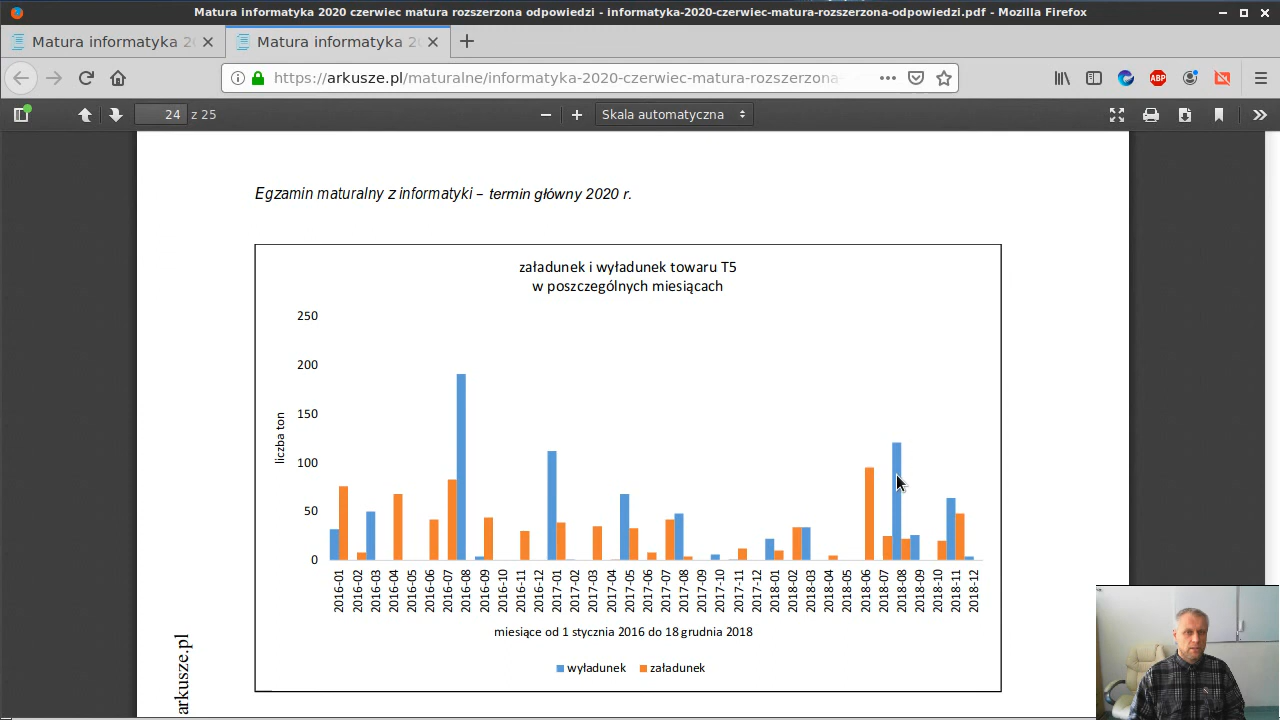 Matura informatyka 2020 czerwiec matura rozszerzona odpowiedzi - informatyka-2020-czerwiec-matura-rozszerzona-odpowiedzi.pdf - Mozilla Firefox
Matura informatyka 2
Matura informatyka 2
https://arkusze.pl/maturalne/informatyka-2020-czerwiec-matura-rozszerzona-
ABP
24 z 25
Skala automatyczna
Egzamin maturalny z informatyki – termin główny 2020 r.
załadunek i wyładunek towaru T5
w poszczególnych miesiącach
liczba ton
250
200
150
100
50
0
2016-01 2016-02 2016-03 2016-04 2016-05 2016-06 2016-07 2016-08 2016-09 2016-10 2016-11 2016-12 2017-01 2017-02 2017-03 2017-04 2017-05 2017-06 2017-07 2017-08 2017-09 2017-10 2017-11 2017-12 2018-01 2018-02 2018-03 2018-04 2018-05 2018-06 2018-07 2018-08 2018-09 2018-10 2018-11 2018-12
miesiące od 1 stycznia 2016 do 18 grudnia 2018
wyładunek załadunek
arkusze.pl